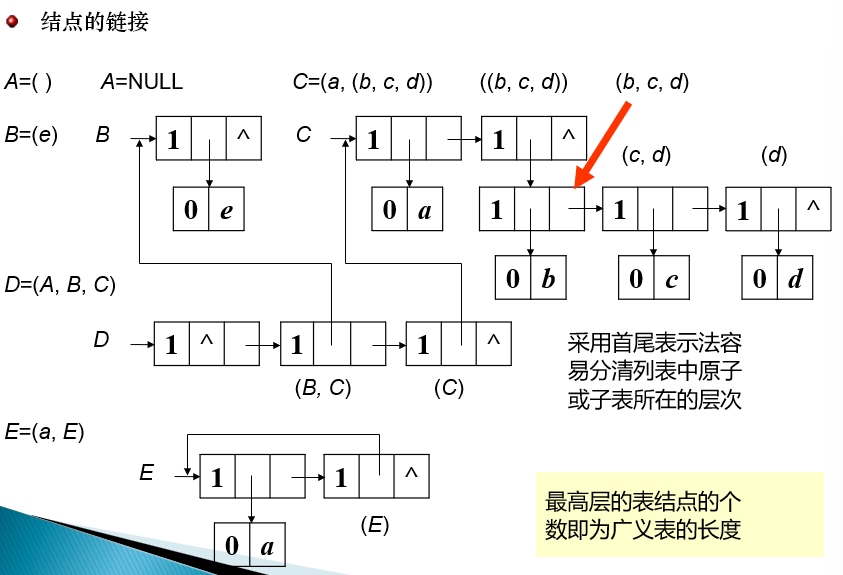 结点的链接
A=( ) A=NULL C=(a, (b, c, d)) ((b, c, d)) (b, c, d)
B=(e) B 1 ^ C 1 1 ^
(c, d) (d)
0 e 0 a 1 1 1 ^
0 b 0 c 0 d
D=(A, B, C)
D 1 ^ 1 1 ^
(B, C) (C)
采用首尾表示法容
易分清列表中原子
或子表所在的层次
E=(a, E)
E 1 1 ^
(E)
0 a
最高层的表结点的个
数即为广义表的长度